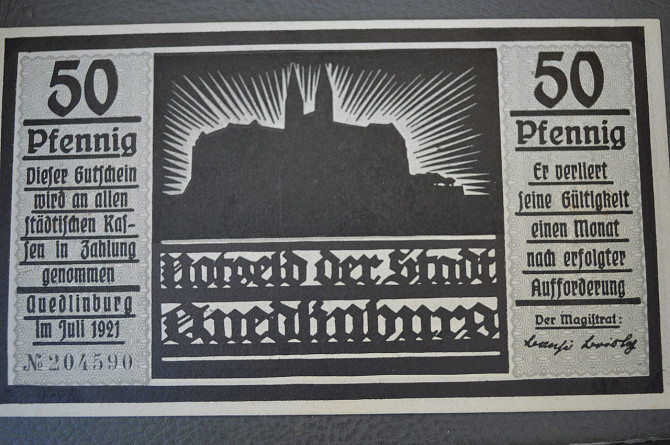 50
Pfennig
Dieser Gutschein
wird an allen
städtischen Kas-
sen in Zahlung
genommen
Quedlinburg
Im Juli 1921
№ 204590
Notgeld der Stadt
Quedlinburg
50
Pfennig
Er verliert
seine Gültigkeit
einen Monat
nach erfolgter
Aufforderung
Der Magistrat: